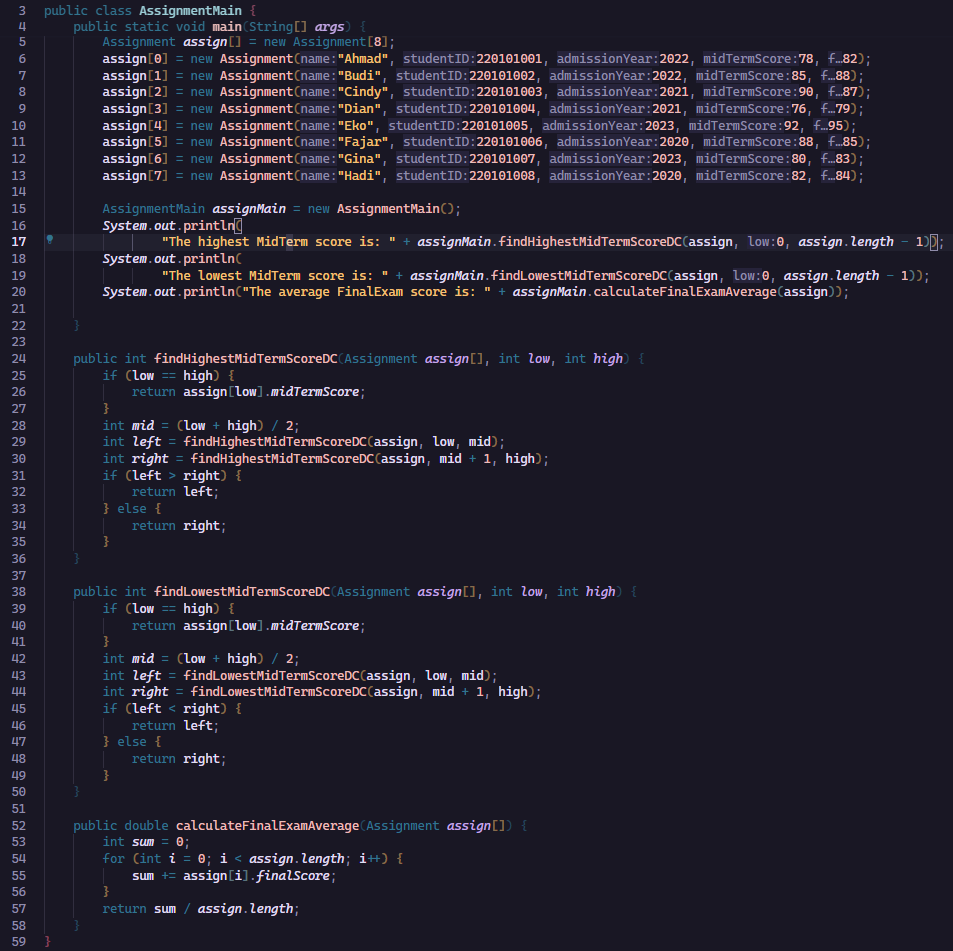 3 public class AssignmentMain {
4     public static void main(String[] args) {
5         Assignment assign[] = new Assignment[8];
6         assign[0] = new Assignment(name:"Ahmad", studentID:220101001, admissionYear:2022, midTermScore:78, f…82);
7         assign[1] = new Assignment(name:"Budi", studentID:220101002, admissionYear:2022, midTermScore:85, f…88);
8         assign[2] = new Assignment(name:"Cindy", studentID:220101003, admissionYear:2021, midTermScore:90, f…87);
9         assign[3] = new Assignment(name:"Dian", studentID:220101004, admissionYear:2021, midTermScore:76, f…79);
10         assign[4] = new Assignment(name:"Eko", studentID:220101005, admissionYear:2023, midTermScore:92, f…95);
11         assign[5] = new Assignment(name:"Fajar", studentID:220101006, admissionYear:2020, midTermScore:88, f…85);
12         assign[6] = new Assignment(name:"Gina", studentID:220101007, admissionYear:2023, midTermScore:80, f…83);
13         assign[7] = new Assignment(name:"Hadi", studentID:220101008, admissionYear:2020, midTermScore:82, f…84);
14
15         AssignmentMain assignMain = new AssignmentMain();
16         System.out.println(
17                 "The highest MidTerm score is: " + assignMain.findHighestMidTermScoreDC(assign, low:0, assign.length - 1));
18         System.out.println(
19                 "The lowest MidTerm score is: " + assignMain.findLowestMidTermScoreDC(assign, low:0, assign.length - 1));
20         System.out.println("The average FinalExam score is: " + assignMain.calculateFinalExamAverage(assign));
21
22     }
23
24     public int findHighestMidTermScoreDC(Assignment assign[], int low, int high) {
25         if (low == high) {
26             return assign[low].midTermScore;
27         }
28         int mid = (low + high) / 2;
29         int left = findHighestMidTermScoreDC(assign, low, mid);
30         int right = findHighestMidTermScoreDC(assign, mid + 1, high);
31         if (left > right) {
32             return left;
33         } else {
34             return right;
35         }
36     }
37
38     public int findLowestMidTermScoreDC(Assignment assign[], int low, int high) {
39         if (low == high) {
40             return assign[low].midTermScore;
41         }
42         int mid = (low + high) / 2;
43         int left = findLowestMidTermScoreDC(assign, low, mid);
44         int right = findLowestMidTermScoreDC(assign, mid + 1, high);
45         if (left < right) {
46             return left;
47         } else {
48             return right;
49         }
50     }
51
52     public double calculateFinalExamAverage(Assignment assign[]) {
53         int sum = 0;
54         for (int i = 0; i < assign.length; i++) {
55             sum += assign[i].finalScore;
56         }
57         return sum / assign.length;
58     }
59 }